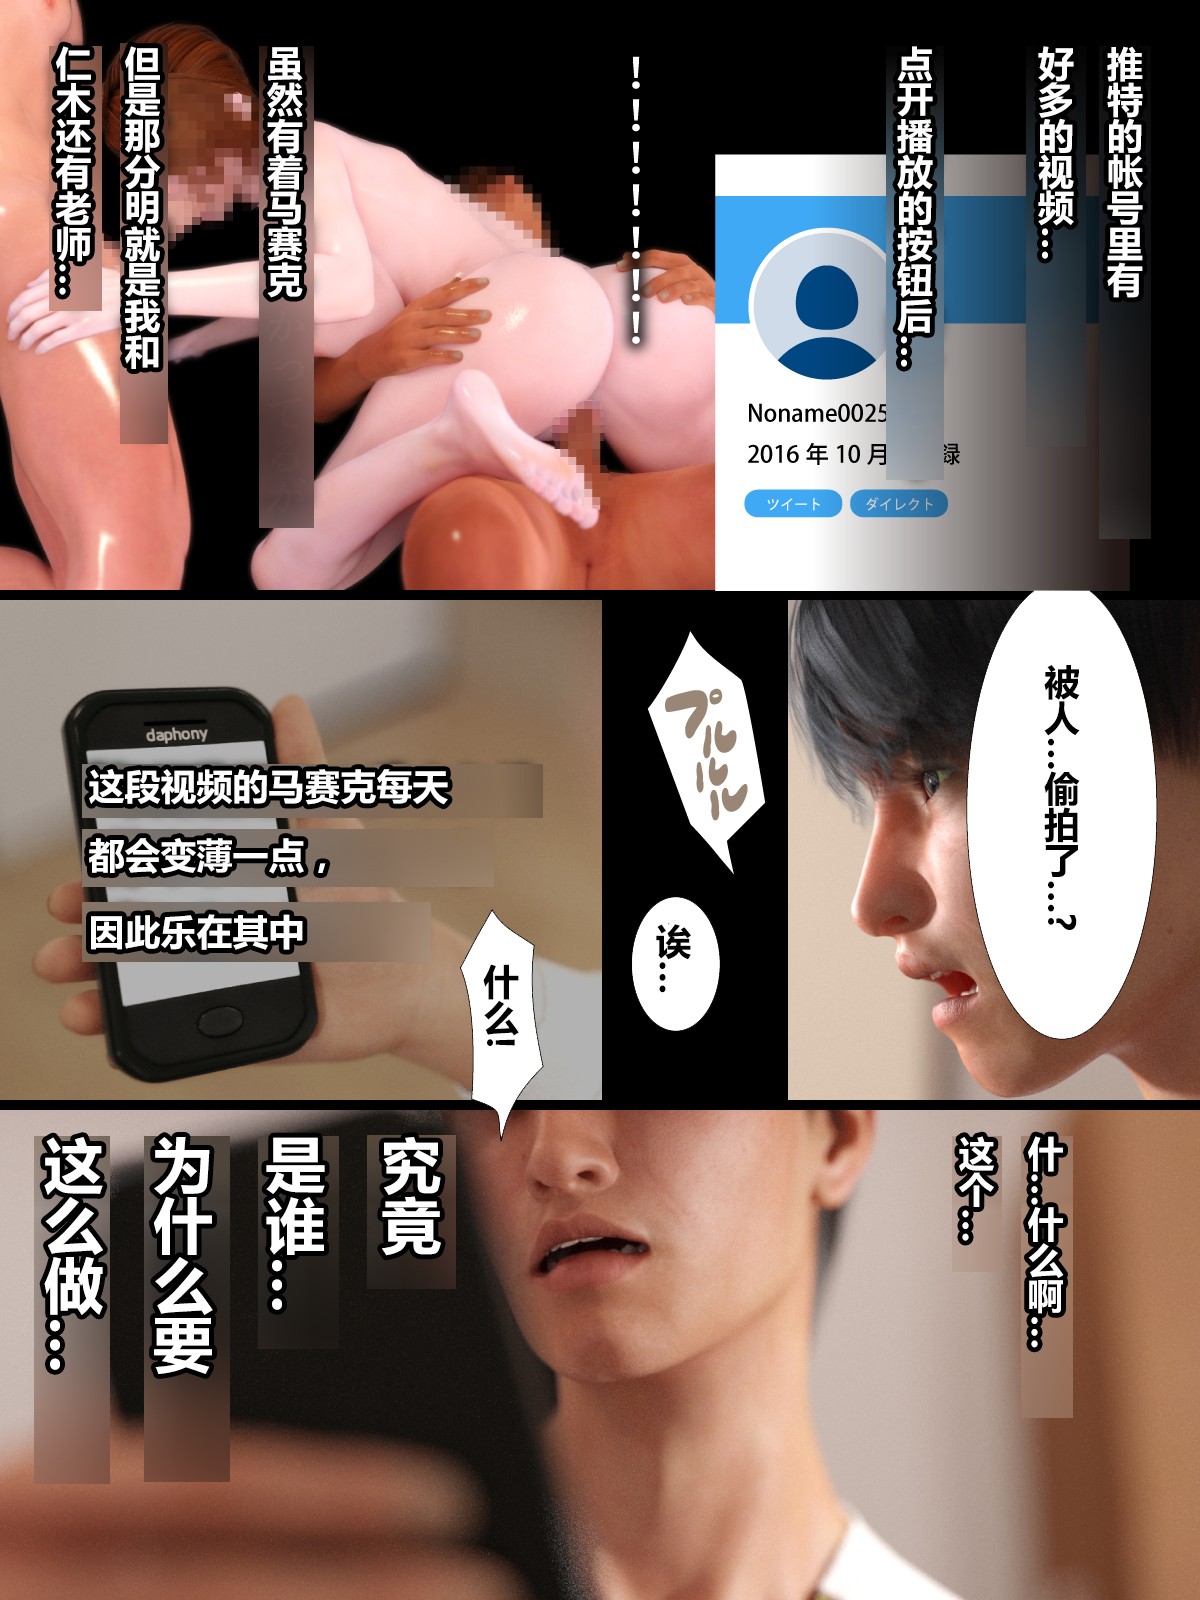 推特的帐号里有
好多的视频…
点开播放的按钮后…
Noname0025
2016 年 10 月
録
ツイート
ダイレクト
!!!!!!!!
虽然有着马赛克
但是那分明就是我和
仁木还有老师…
被人…偷拍了…?
プルルルル
诶…
daphony
这段视频的马赛克每天
都会变薄一点，
因此乐在其中
什么!
什…什么啊…
这个…
究竟
是谁…
为什么要
这么做…